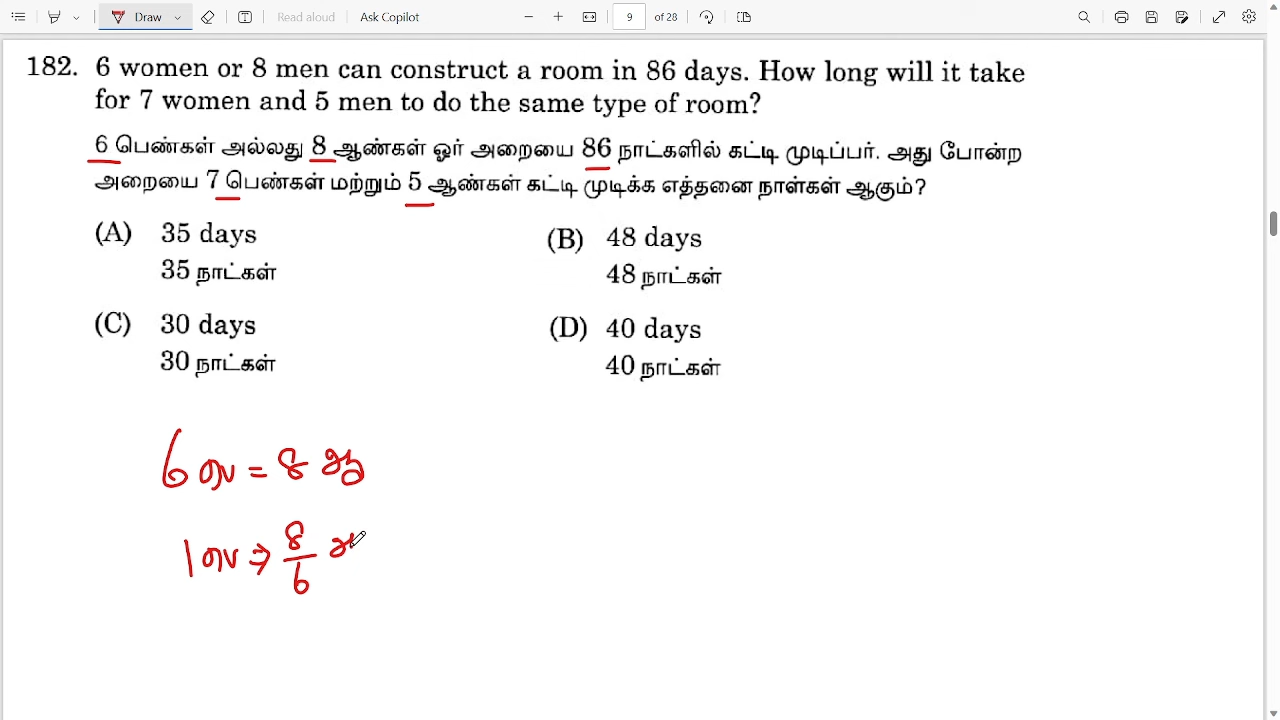 Draw Read aloud Ask Copilot 9 of 28
182. 6 women or 8 men can construct a room in 86 days. How long will it take
for 7 women and 5 men to do the same type of room?
6 பெண்கள் அல்லது 8 ஆண்கள் ஓர் அறையை 86 நாட்களில் கட்டி முடிப்பர். அது போன்ற
அறையை 7 பெண்கள் மற்றும் 5 ஆண்கள் கட்டி முடிக்க எத்தனை நாள்கள் ஆகும்?
(A) 35 days (B) 48 days
35 நாட்கள் 48 நாட்கள்
(C) 30 days (D) 40 days
30 நாட்கள் 40 நாட்கள்
6 = 8 ஆ
1 ⇒ 8/6